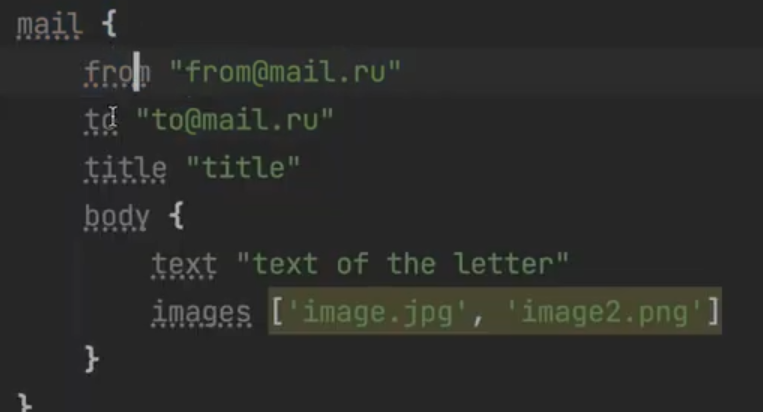 mail {
from "from@mail.ru"
to "to@mail.ru"
title "title"
body {
text "text of the letter"
images ['image.jpg', 'image2.png']
}
}